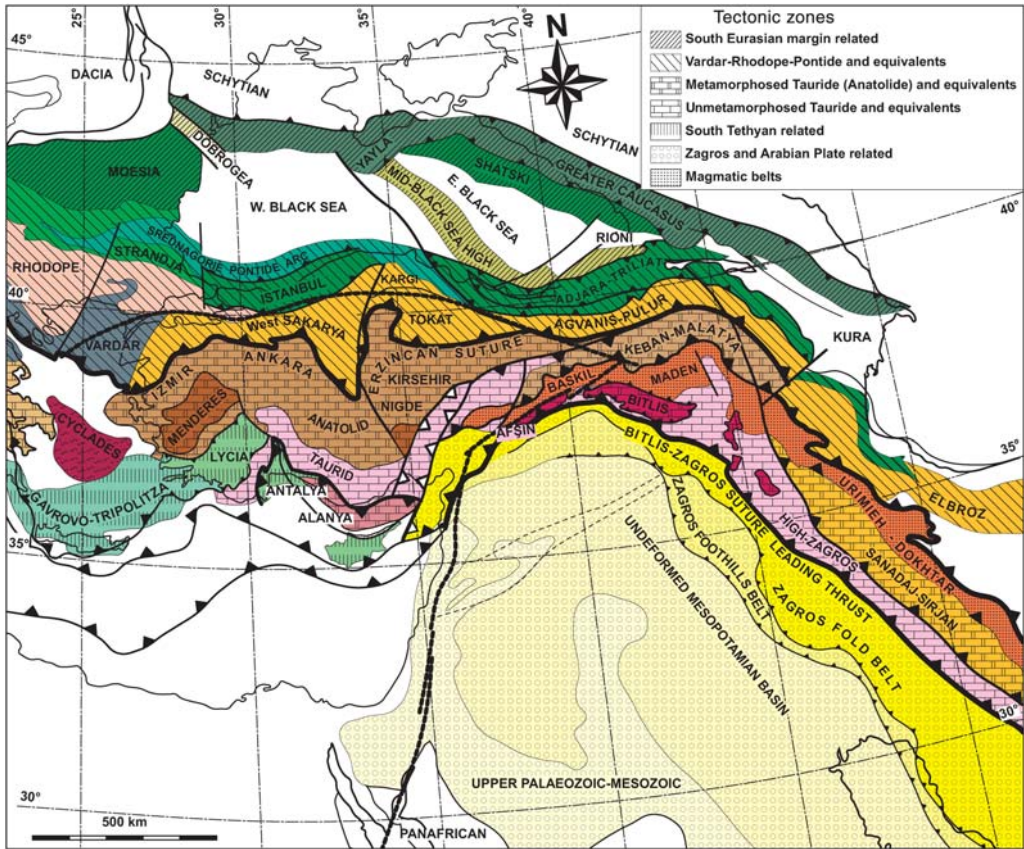 Tectonic zones
South Eurasian margin related
Vardar-Rhodope-Pontide and equivalents
Metamorphosed Tauride (Anatolide) and equivalents
Unmetamorphosed Tauride and equivalents
South Tethyan related
Zagros and Arabian Plate related
Magmatic belts
N
25°
30°
35°
40°
45°
DACIA
SCHYTIAN
SCHYTIAN
DOBROGEA
YAYLA
GREATER CAUCASUS
MOESIA
SHATSKI
MID-BLACK SEA HIGH
E. BLACK SEA
W. BLACK SEA
RIONI
40°
SREDNAGORIE PONTIDE ARC
STRANDJA
RHODOPE
ISTANBUL
KARGI
ADJARA-TRILIATI
40°
West SAKARYA
TOKAT
AGVANIS-PULUR
KURA
VARDAR
IZMIR
ANKARA
ERZINCAN SUTURE
KEBAN-MALATYA
KIRSEHIR
BASKIL
MADEN
NIGDE
BITLIS
CYCLADES
MENDERES
ANATOLID
AFSIN
35°
LYCIA
TAURID
BITLIS-ZAGROS SUTURE LEADING THRUST
URIMIEH - DOKHTAR
ELBROZ
GAVROVO-TRIPOLITZA
ANTALYA
ALANYA
ZAGROS FOOTHILLS BELT
HIGH-ZAGROS
SANADAJ-SIRJAN
35°
UNDEFORMED MESOPOTAMIAN BASIN
ZAGROS FOLD BELT
30°
UPPER PALAEOZOIC-MESOZOIC
30°
500 km
PANAFRICAN